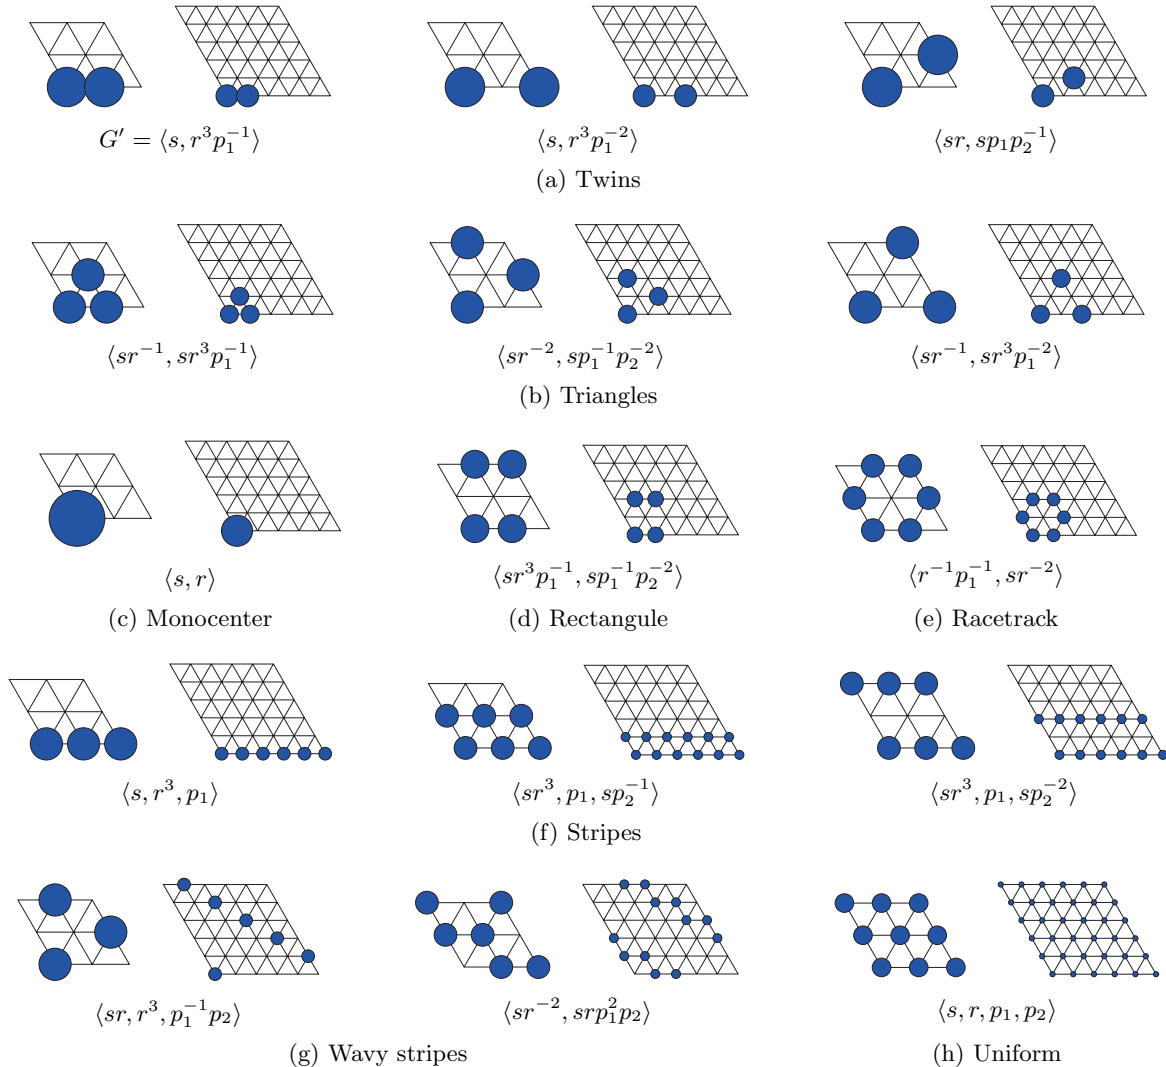 G′ = ⟨s, r³p₁⁻¹⟩ ⟨s, r³p₁⁻²⟩ ⟨sr, sp₁p₂⁻¹⟩
(a) Twins
⟨sr⁻¹, sr³p₁⁻¹⟩ ⟨sr⁻², sp₁⁻¹p₂⁻²⟩ ⟨sr⁻¹, sr³p₁⁻²⟩
(b) Triangles
⟨s, r⟩ ⟨sr³p₁⁻¹, sp₁⁻¹p₂⁻²⟩ ⟨r⁻¹p₁⁻¹, sr⁻²⟩
(c) Monocenter (d) Rectangule (e) Racetrack
⟨s, r³, p₁⟩ ⟨sr³, p₁, sp₂⁻¹⟩ ⟨sr³, p₁, sp₂⁻²⟩
(f) Stripes
⟨sr, r³, p₁⁻¹p₂⟩ ⟨sr⁻², srp₁²p₂⟩ ⟨s, r, p₁, p₂⟩
(g) Wavy stripes (h) Uniform